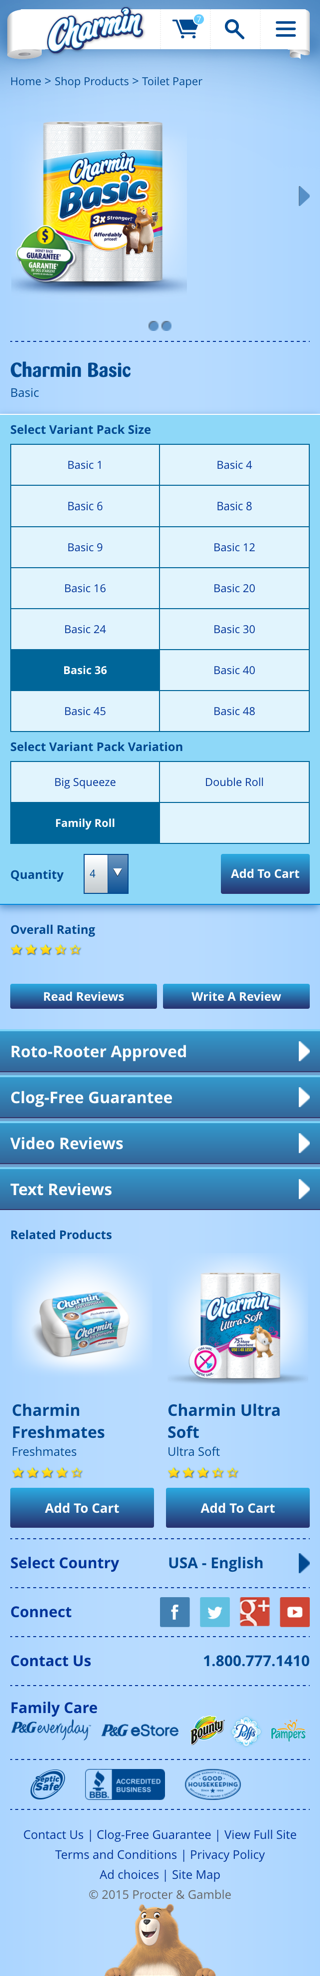 Charmin
7
Home > Shop Products > Toilet Paper
Charmin
Basic
3x Stronger!*
Affordably priced!
$
GUARANTEE
GARANTIE
Charmin Basic
Basic
Select Variant Pack Size
Basic 1
Basic 4
Basic 6
Basic 8
Basic 9
Basic 12
Basic 16
Basic 20
Basic 24
Basic 30
Basic 36
Basic 40
Basic 45
Basic 48
Select Variant Pack Variation
Big Squeeze
Double Roll
Family Roll
Quantity
4
Add To Cart
Overall Rating
Read Reviews
Write A Review
Roto-Rooter Approved
Clog-Free Guarantee
Video Reviews
Text Reviews
Related Products
Charmin
Charmin
Charmin
Ultra Soft
Charmin Freshmates
Freshmates
Charmin Ultra Soft
Ultra Soft
Add To Cart
Add To Cart
Select Country
USA - English
Connect
f
g+
Contact Us
1.800.777.1410
Family Care
P&G everyday
P&G eStore
Bounty
Puffs
Pampers
Septic Safe
BBB
ACCREDITED BUSINESS
GOOD HOUSEKEEPING
Contact Us | Clog-Free Guarantee | View Full Site
Terms and Conditions | Privacy Policy
Ad choices | Site Map
© 2015 Procter & Gamble